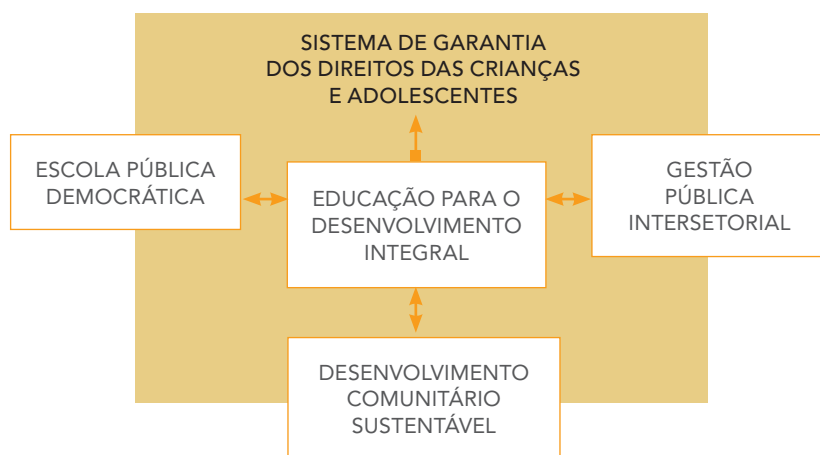 SISTEMA DE GARANTIA
DOS DIREITOS DAS CRIANÇAS
E ADOLESCENTES
ESCOLA PÚBLICA
DEMOCRÁTICA
EDUCAÇÃO PARA O
DESENVOLVIMENTO
INTEGRAL
GESTÃO
PÚBLICA
INTERSETORIAL
DESENVOLVIMENTO
COMUNITÁRIO
SUSTENTÁVEL